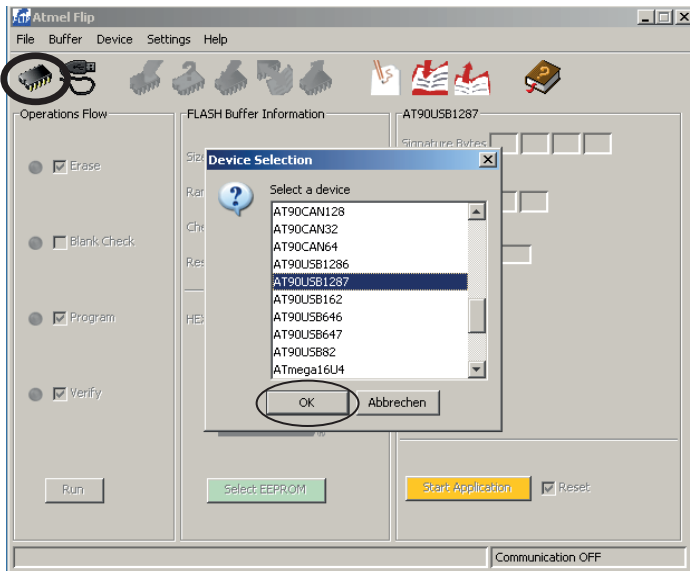 Atmel Flip
File Buffer Device Settings Help
Operations Flow
FLASH Buffer Information
AT90USB1287
Signature Bytes
Erase
Blank Check
Program
Verify
Run
Device Selection
Select a device
AT90CAN128
AT90CAN32
AT90CAN64
AT90USB1286
AT90USB1287
AT90USB162
AT90USB646
AT90USB647
AT90USB82
ATmega16U4
OK Abbrechen
Select EEPROM
Start Application Reset
Communication OFF